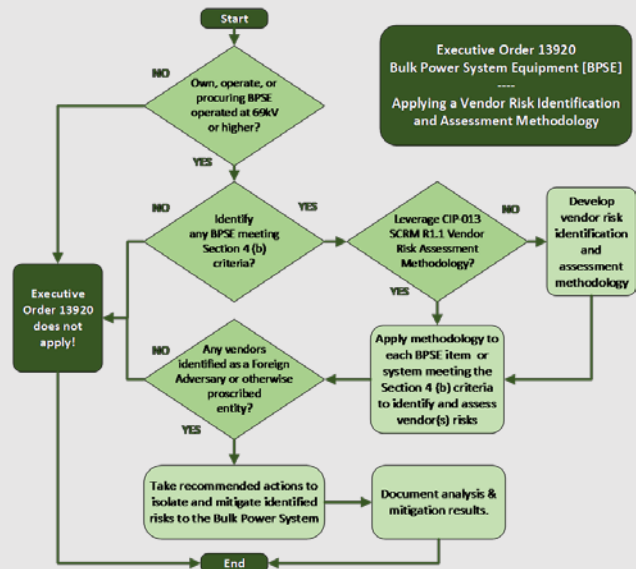 Start
Executive Order 13920
Bulk Power System Equipment [BPSE]
----
Applying a Vendor Risk Identification
and Assessment Methodology
NO
Own, operate, or
procuring BPSE
operated at 69kV
or higher?
YES
NO
Identify
any BPSE meeting
Section 4 (b)
criteria?
YES
Leverage CIP-013
SCRM R1.1 Vendor
Risk Assessment
Methodology?
NO
Develop
vendor risk
identification
and
assessment
methodology
YES
Executive
Order 13920
does not
apply!
NO
Any vendors
identified as a Foreign
Adversary or otherwise
proscribed
entity?
Apply methodology to
each BPSE item or
system meeting the
Section 4 (b) criteria
to identify and assess
vendor(s) risks
YES
Take recommended actions to
isolate and mitigate identified
risks to the Bulk Power System
Document analysis &
mitigation results.
End